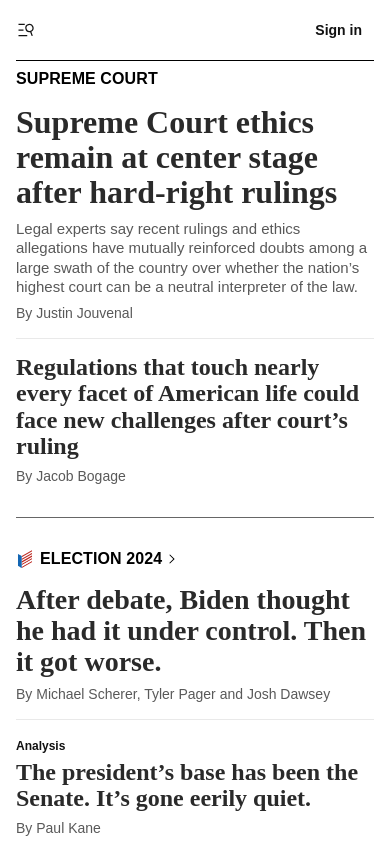 Sign in
SUPREME COURT
Supreme Court ethics
remain at center stage
after hard-right rulings
Legal experts say recent rulings and ethics
allegations have mutually reinforced doubts among a
large swath of the country over whether the nation’s
highest court can be a neutral interpreter of the law.
By Justin Jouvenal
Regulations that touch nearly
every facet of American life could
face new challenges after court’s
ruling
By Jacob Bogage
ELECTION 2024
After debate, Biden thought
he had it under control. Then
it got worse.
By Michael Scherer, Tyler Pager and Josh Dawsey
Analysis
The president’s base has been the
Senate. It’s gone eerily quiet.
By Paul Kane